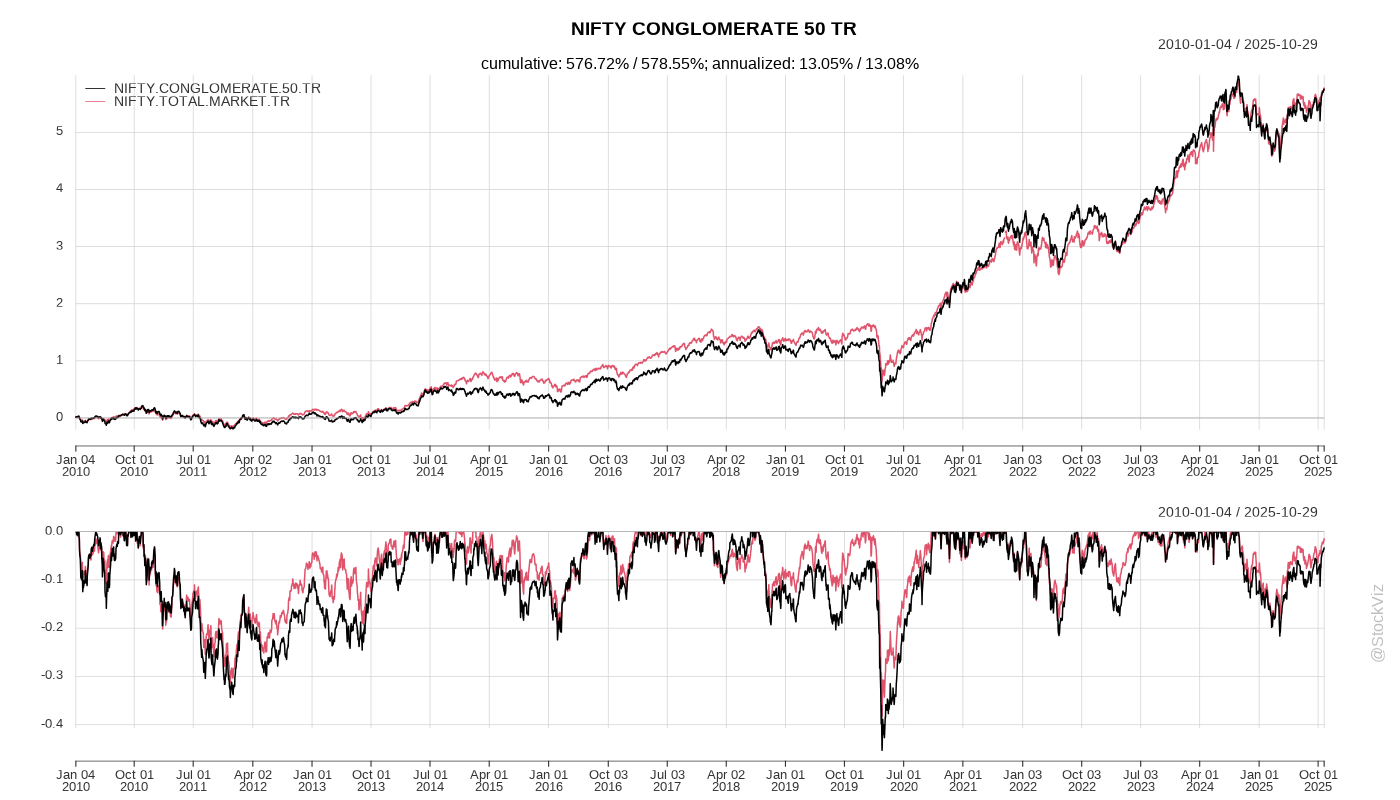 NIFTY CONGLOMERATE 50 TR
2010-01-04 / 2025-10-29
cumulative: 576.72% / 578.55%; annualized: 13.05% / 13.08%
NIFTY.CONGLOMERATE.50.TR
NIFTY.TOTAL.MARKET.TR
5
4
3
2
1
0
Jan 04 Oct 01 Jul 01 Apr 02 Jan 01 Oct 01 Jul 01 Apr 01 Jan 01 Oct 03 Jul 03 Apr 02 Jan 01 Oct 01 Jul 01 Apr 01 Jan 03 Oct 03 Jul 03 Apr 01 Jan 01 Oct 01
2010 2010 2011 2012 2013 2013 2014 2015 2016 2016 2017 2018 2019 2019 2020 2021 2022 2022 2023 2024 2025 2025
2010-01-04 / 2025-10-29
0.0
-0.1
-0.2
-0.3
-0.4
Jan 04 Oct 01 Jul 01 Apr 02 Jan 01 Oct 01 Jul 01 Apr 01 Jan 01 Oct 03 Jul 03 Apr 02 Jan 01 Oct 01 Jul 01 Apr 01 Jan 03 Oct 03 Jul 03 Apr 01 Jan 01 Oct 01
2010 2010 2011 2012 2013 2013 2014 2015 2016 2016 2017 2018 2019 2019 2020 2021 2022 2022 2023 2024 2025 2025
@StockViz